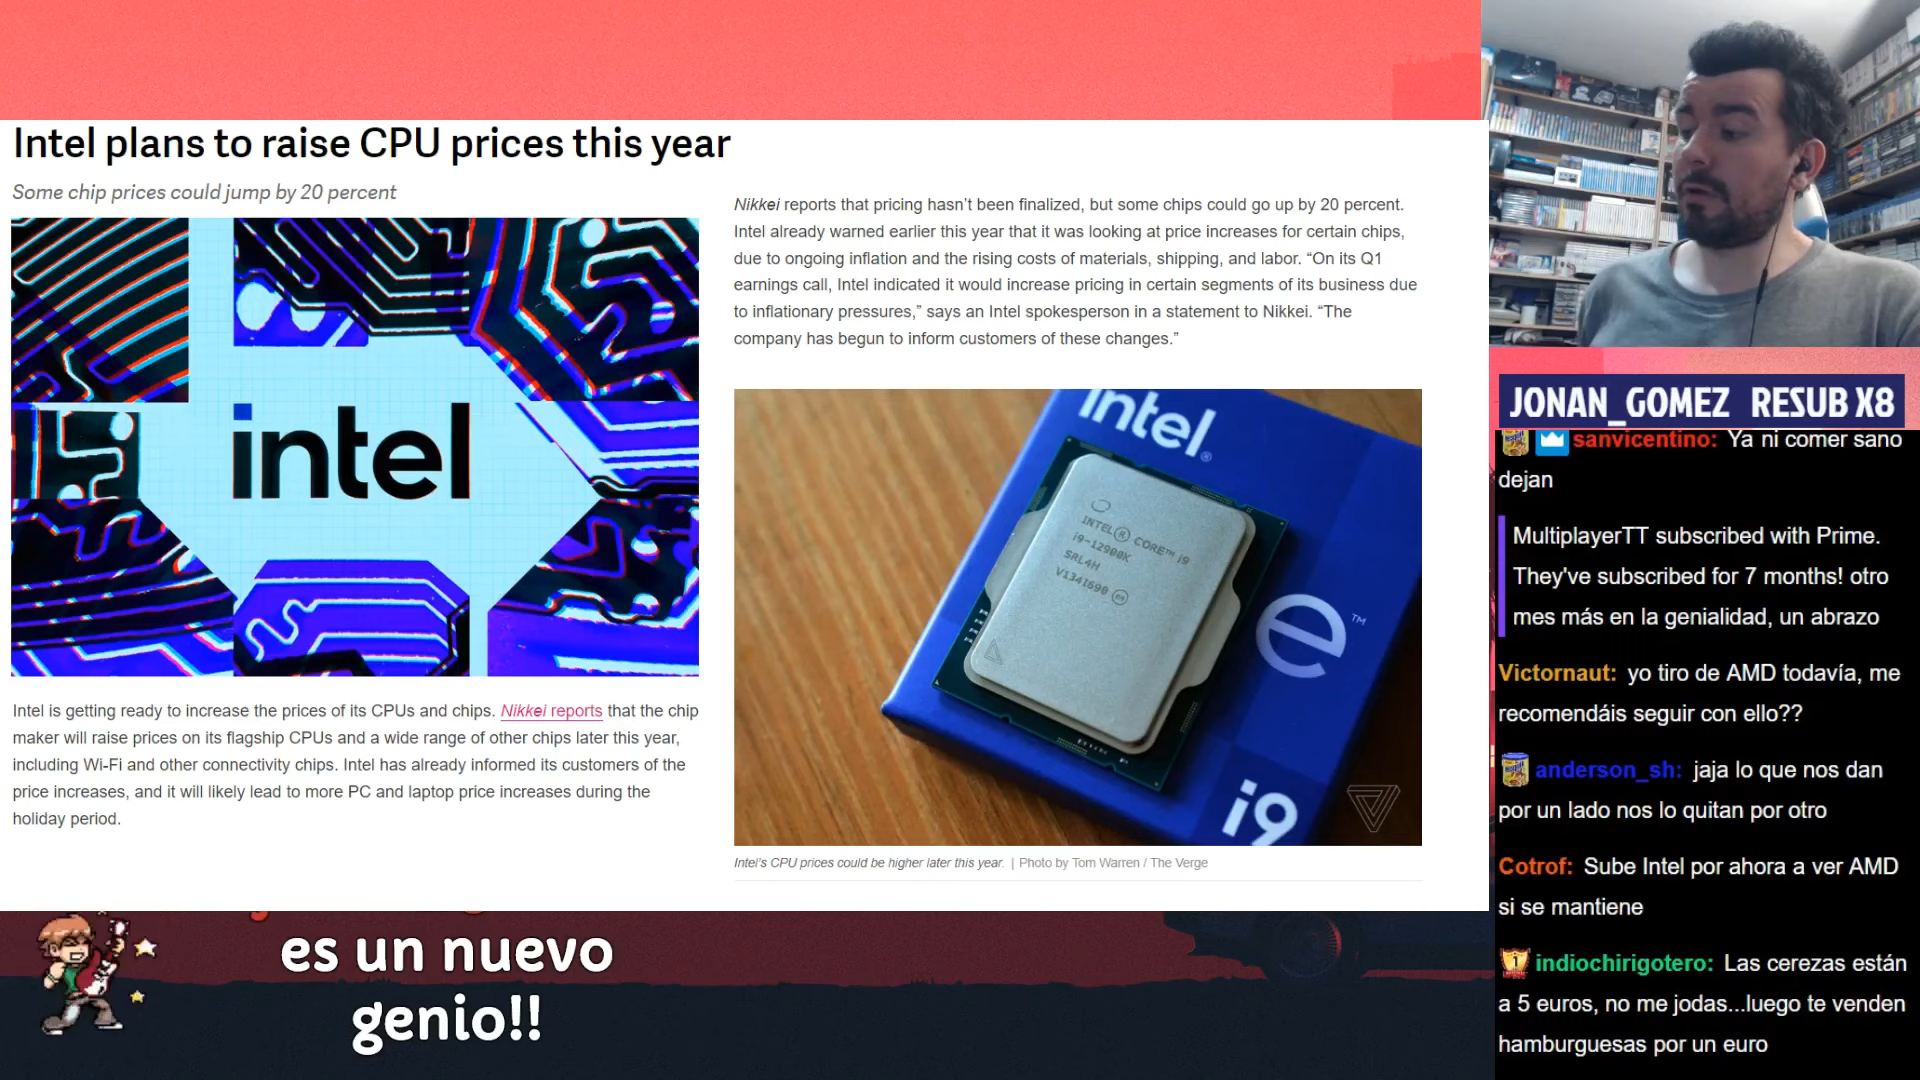 Intel plans to raise CPU prices this year
Some chip prices could jump by 20 percent
intel
Intel is getting ready to increase the prices of its CPUs and chips. Nikkei reports that the chip
maker will raise prices on its flagship CPUs and a wide range of other chips later this year,
including Wi-Fi and other connectivity chips. Intel has already informed its customers of the
price increases, and it will likely lead to more PC and laptop price increases during the
holiday period.
Nikkei reports that pricing hasn’t been finalized, but some chips could go up by 20 percent.
Intel already warned earlier this year that it was looking at price increases for certain chips,
due to ongoing inflation and the rising costs of materials, shipping, and labor. “On its Q1
earnings call, Intel indicated it would increase pricing in certain segments of its business due
to inflationary pressures,” says an Intel spokesperson in a statement to Nikkei. “The
company has begun to inform customers of these changes.”
intel®
INTEL® CORE™ i9
i9-12900K
SRL4H
V134I690 e4
e™
i9
Intel’s CPU prices could be higher later this year. | Photo by Tom Warren / The Verge
es un nuevo
genio!!
JONAN_GOMEZ RESUB X8
sanvicentino: Ya ni comer sano
dejan
MultiplayerTT subscribed with Prime.
They've subscribed for 7 months! otro
mes más en la genialidad, un abrazo
Victornaut: yo tiro de AMD todavía, me
recomendáis seguir con ello??
anderson_sh: jaja lo que nos dan
por un lado nos lo quitan por otro
Cotrof: Sube Intel por ahora a ver AMD
si se mantiene
indiochirigotero: Las cerezas están
a 5 euros, no me jodas...luego te venden
hamburguesas por un euro